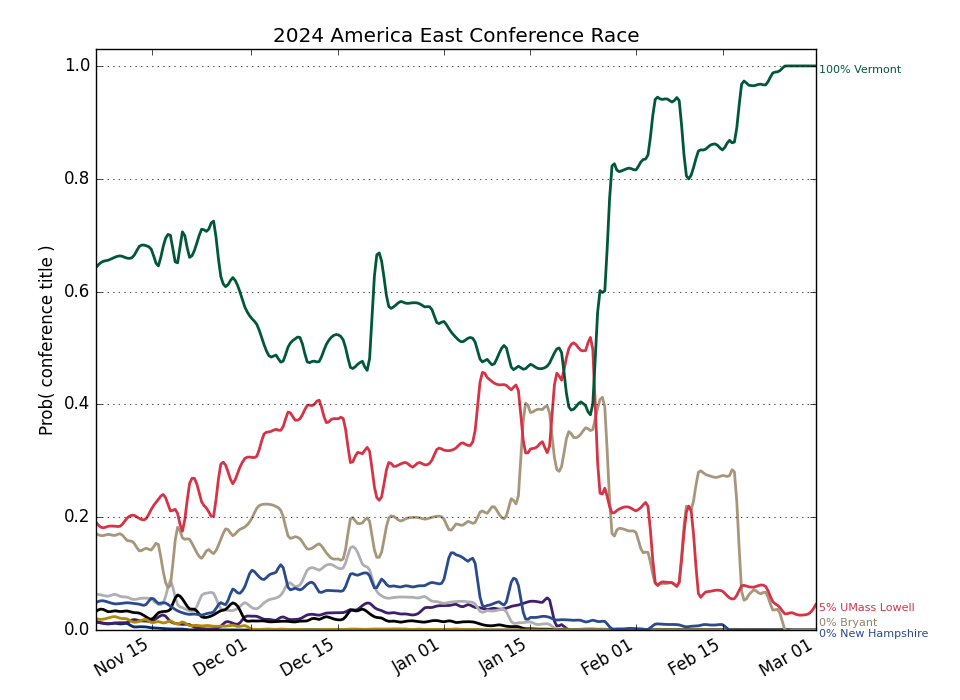 2024 America East Conference Race
Prob( conference title )
1.0
0.8
0.6
0.4
0.2
0.0
100% Vermont
5% UMass Lowell
0% Bryant
0% New Hampshire
Nov 15
Dec 01
Dec 15
Jan 01
Jan 15
Feb 01
Feb 15
Mar 01